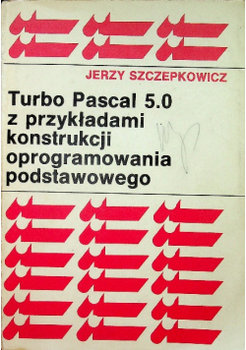 JERZY SZCZEPKOWICZ
Turbo Pascal 5.0
z przykładami
konstrukcji
oprogramowania
podstawowego